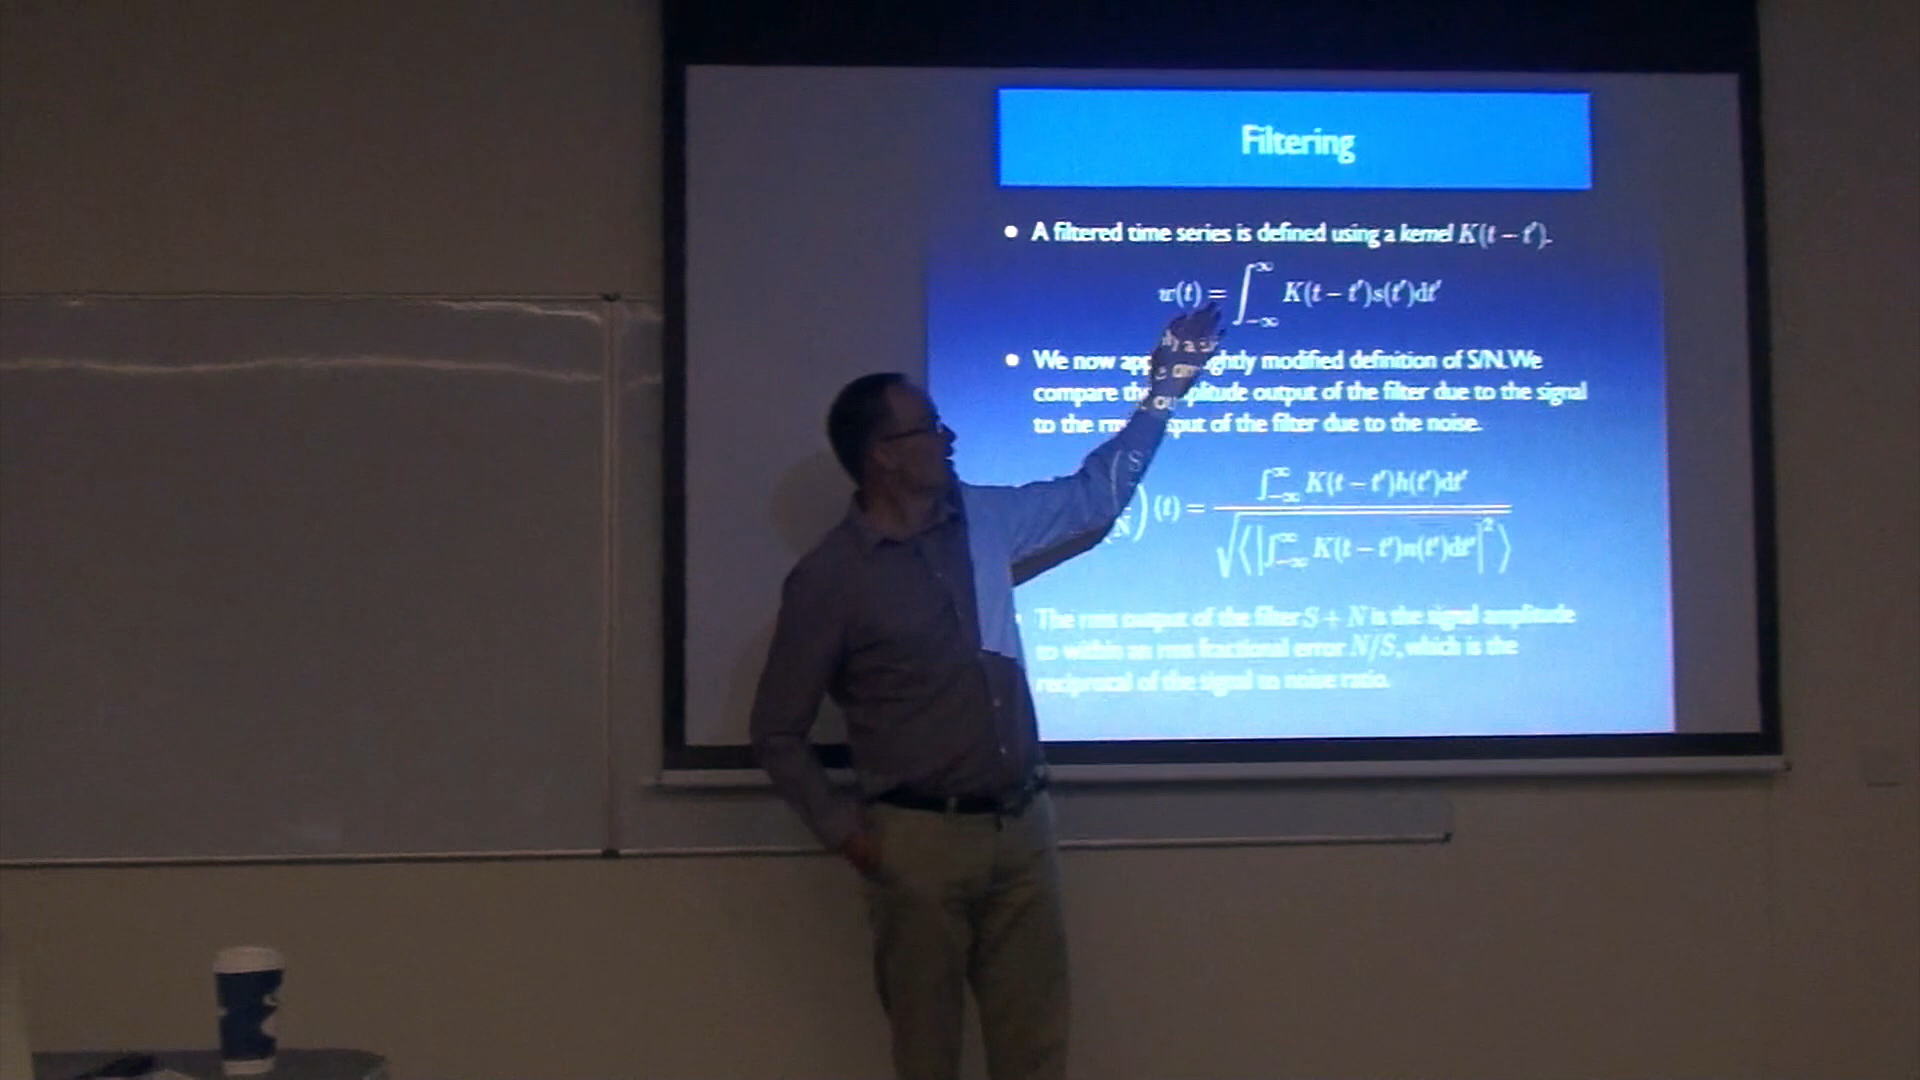 Filtering
• A filtered time series is defined using a kernel K(t − t′).
w(t) = ∫_{−∞}^{∞} K(t − t′)s(t′)dt′
• We now app ghtly modified definition of S/N. We
compare th plitude output of the filter due to the signal
to the rm put of the filter due to the noise.
(S/N)(t) = ∫_{−∞}^{∞} K(t − t′)h(t′)dt′ / √⟨|∫_{−∞}^{∞} K(t − t′)n(t′)dt′|²⟩
The rms output of the filter S + N is the signal amplitude
to within an rms fractional error N/S, which is the
reciprocal of the signal to noise ratio.